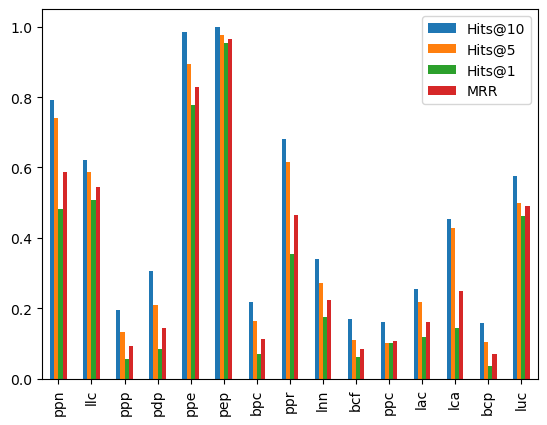 1.0
0.8
0.6
0.4
0.2
0.0
Hits@10
Hits@5
Hits@1
MRR
ppn
llc
ppp
pdp
ppe
pep
bpc
ppr
lnn
bcf
ppc
lac
lca
bcp
luc